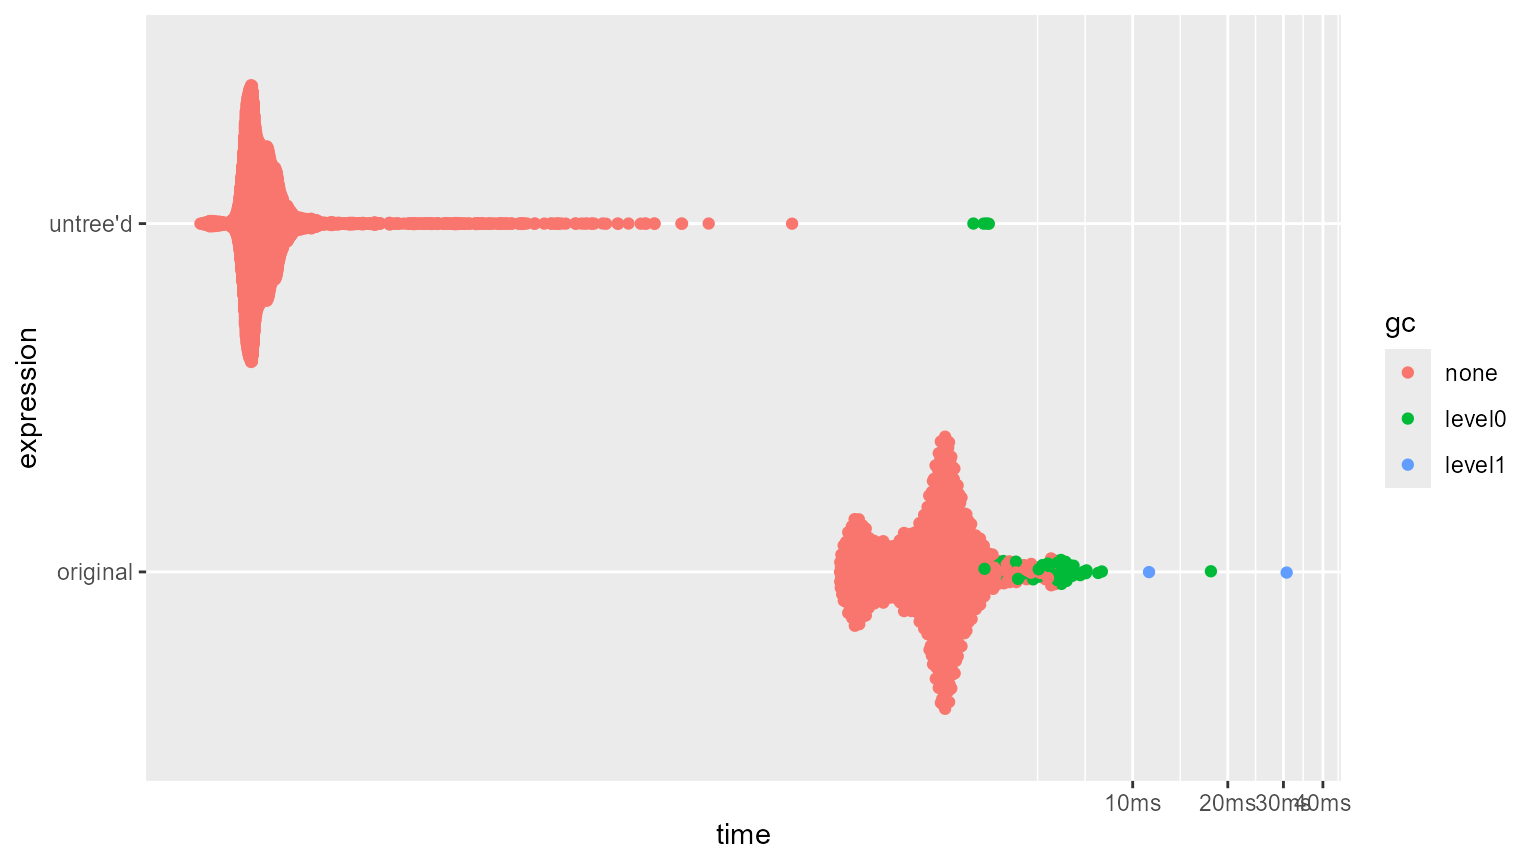 untree'd
original
expression
10ms
20ms
30ms
40ms
time
gc
none
level0
level1